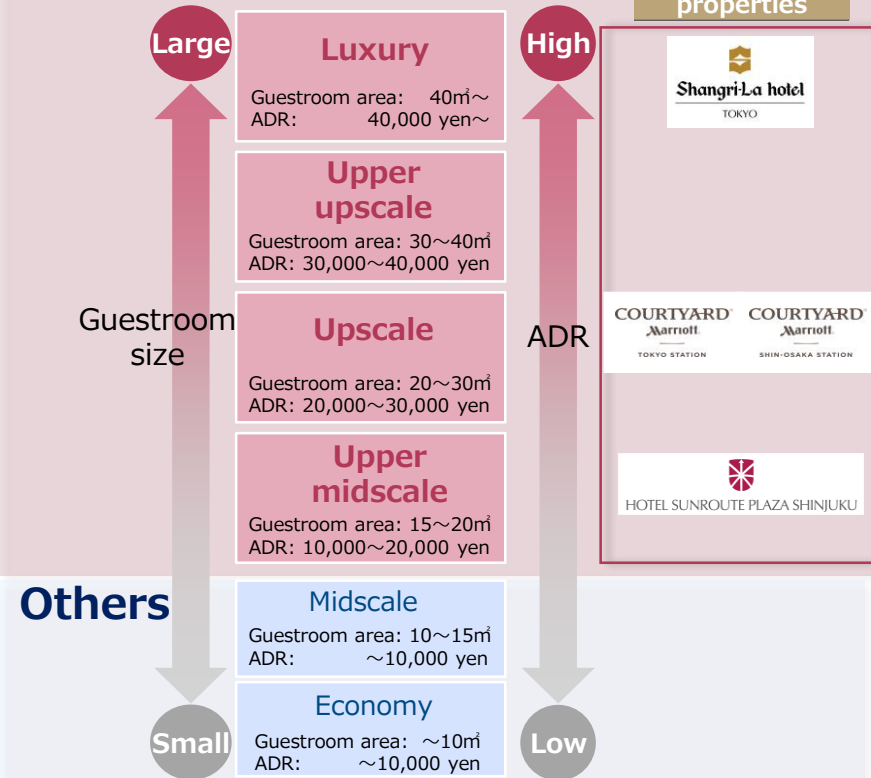 properties
Large
Luxury
Guestroom area: 40㎡～
ADR: 40,000 yen～
High
Shangri-La hotel
TOKYO
Upper
upscale
Guestroom area: 30～40㎡
ADR: 30,000～40,000 yen
Guestroom
size
Upscale
Guestroom area: 20～30㎡
ADR: 20,000～30,000 yen
ADR
COURTYARD®
Marriott
TOKYO STATION
COURTYARD®
Marriott
SHIN-OSAKA STATION
Upper
midscale
Guestroom area: 15～20㎡
ADR: 10,000～20,000 yen
HOTEL SUNROUTE PLAZA SHINJUKU
Others
Midscale
Guestroom area: 10～15㎡
ADR: ～10,000 yen
Economy
Guestroom area: ～10㎡
ADR: ～10,000 yen
Small
Low